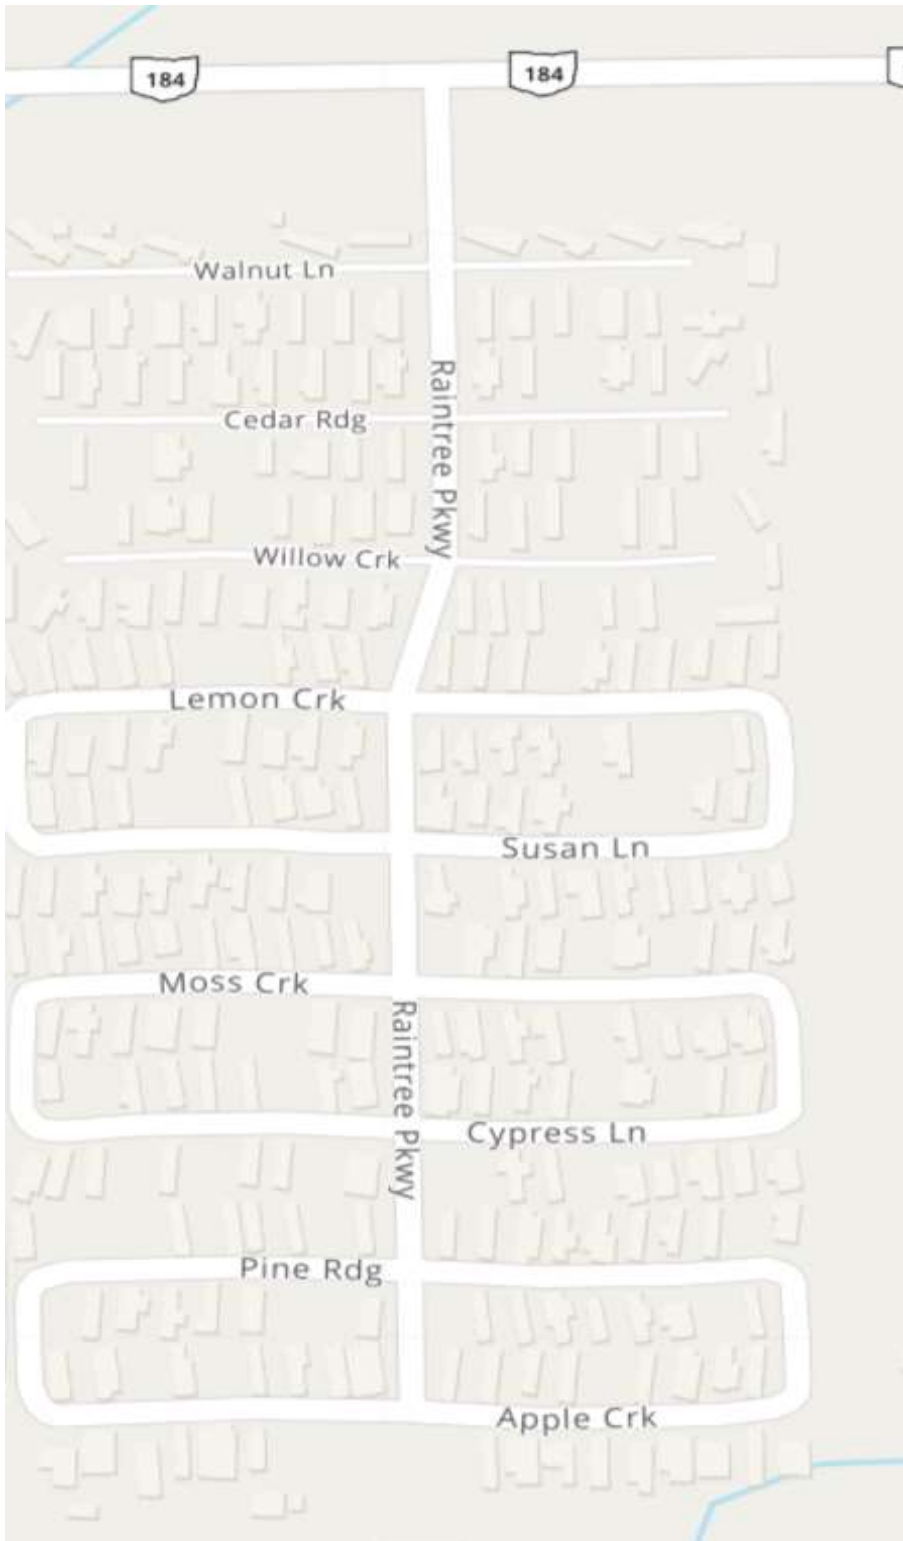 184
184
Walnut Ln
Raintree Pkwy
Cedar Rdg
Willow Crk
Lemon Crk
Susan Ln
Moss Crk
Raintree Pkwy
Cypress Ln
Pine Rdg
Apple Crk